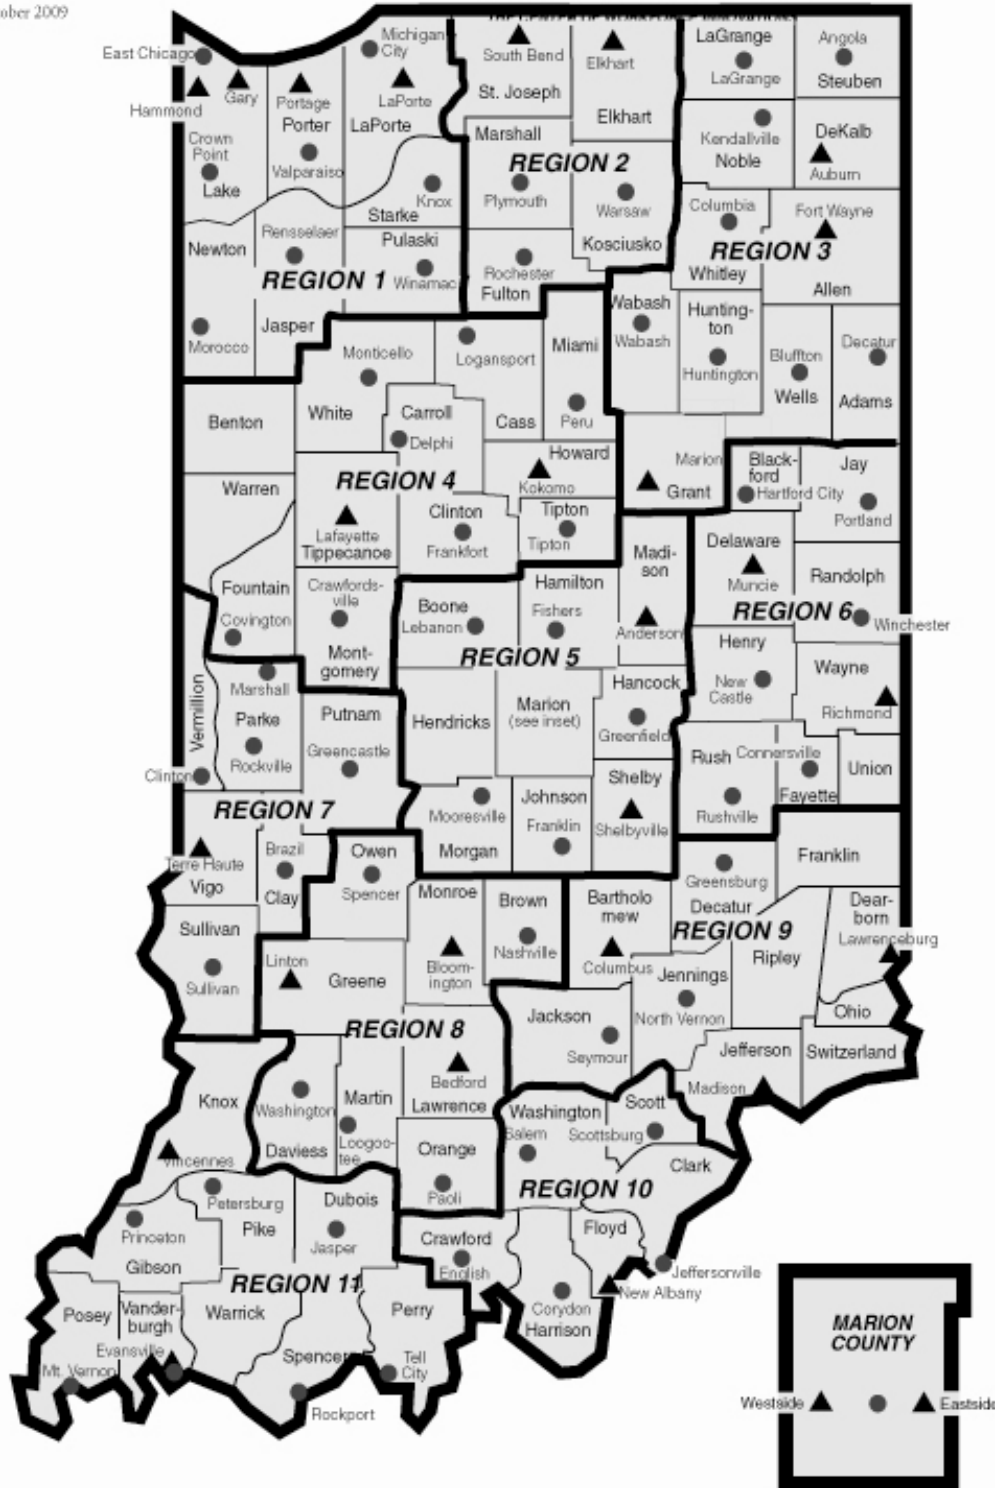 ober 2009
THE CENTER OF WORKFORCE INNOVATIONS
East Chicago
Michigan
City
Hammond
Gary
Portage
Porter
LaPorte
LaPorte
Crown
Point
Lake
Valparaiso
Knox
Starke
Newton
Rensselaer
Pulaski
Winamac
REGION 1
Morocco
Jasper
South Bend
St. Joseph
Elkhart
Elkhart
Marshall
REGION 2
Plymouth
Warsaw
Kosciusko
Rochester
Fulton
LaGrange
LaGrange
Angola
Steuben
Kendallville
Noble
DeKalb
Auburn
Columbia
Fort Wayne
REGION 3
Whitley
Allen
Wabash
Wabash
Hunting-
ton
Huntington
Bluffton
Wells
Decatur
Adams
Marion
Grant
Monticello
White
Logansport
Cass
Miami
Peru
Benton
Carroll
Delphi
REGION 4
Howard
Kokomo
Warren
Lafayette
Tippecanoe
Clinton
Frankfort
Tipton
Tipton
Fountain
Covington
Crawfords-
ville
Mont-
gomery
Boone
Lebanon
Hamilton
Fishers
Madi-
son
Anderson
REGION 5
Hendricks
Marion
(see inset)
Hancock
Greenfield
Mooresville
Morgan
Johnson
Franklin
Shelby
Shelbyville
Black-
ford
Hartford City
Jay
Portland
Delaware
Muncie
Randolph
REGION 6
Winchester
Henry
New
Castle
Wayne
Richmond
Rush
Rushville
Connersville
Fayette
Union
Vermillion
Marshall
Parke
Rockville
Putnam
Greencastle
Clinton
REGION 7
Terre Haute
Vigo
Brazil
Clay
Sullivan
Sullivan
Owen
Spencer
Monroe
Bloom-
ington
Brown
Nashville
Linton
Greene
REGION 8
Washington
Daviess
Martin
Loogoo-
tee
Bedford
Lawrence
Orange
Paoli
Bartholo
mew
Columbus
Greensburg
Decatur
Franklin
REGION 9
Dear-
born
Lawrenceburg
Ripley
Jennings
North Vernon
Jackson
Seymour
Ohio
Jefferson
Switzerland
Madison
Washington
Salem
Scott
Scottsburg
Clark
REGION 10
Floyd
Crawford
English
Jeffersonville
New Albany
Corydon
Harrison
Knox
Vincennes
Petersburg
Pike
Dubois
Jasper
Princeton
Gibson
REGION 11
Posey
Vander-
burgh
Warrick
Perry
Evansville
Mt. Vernon
Spencer
Tell
City
Rockport
MARION
COUNTY
Westside
Eastside